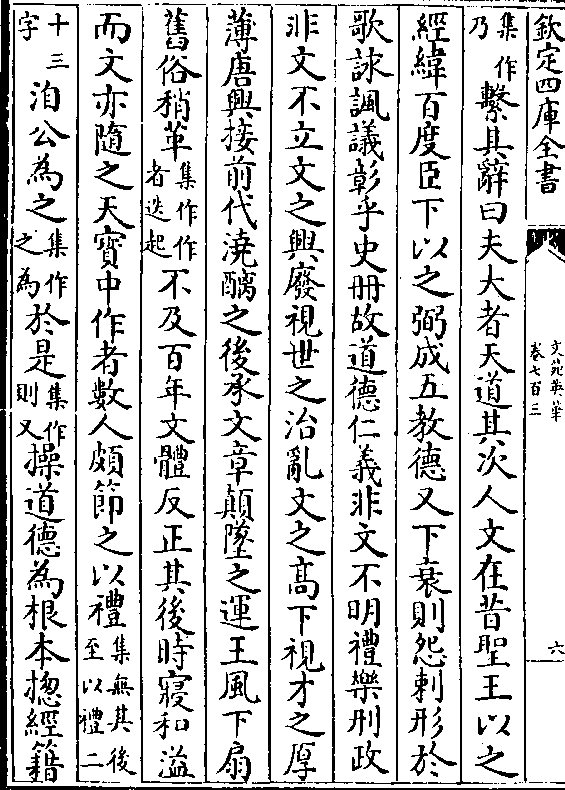 欽定四庫全書
文苑英華
卷七百三
六
集作乃繫其辭曰夫大者天道其次人文在昔聖王以之
經緯百度臣下以之弼成五教德又下衰則怨刺形於
歌詠諷議彰乎史冊故道德仁義非文不明禮樂刑政
非文不立文之興廢視世之治亂文之髙下視才之厚
薄唐興接前代澆醨之後承文章顛墜之運王風下扇
舊俗稍革集作作者迭起不及百年文體反正其後時寖和溢
而文亦隨之天寳中作者數人頗節之以禮集無其後至以禮二
十三字洎公為之集作之為於是集作則又操道德為根本揔經籍